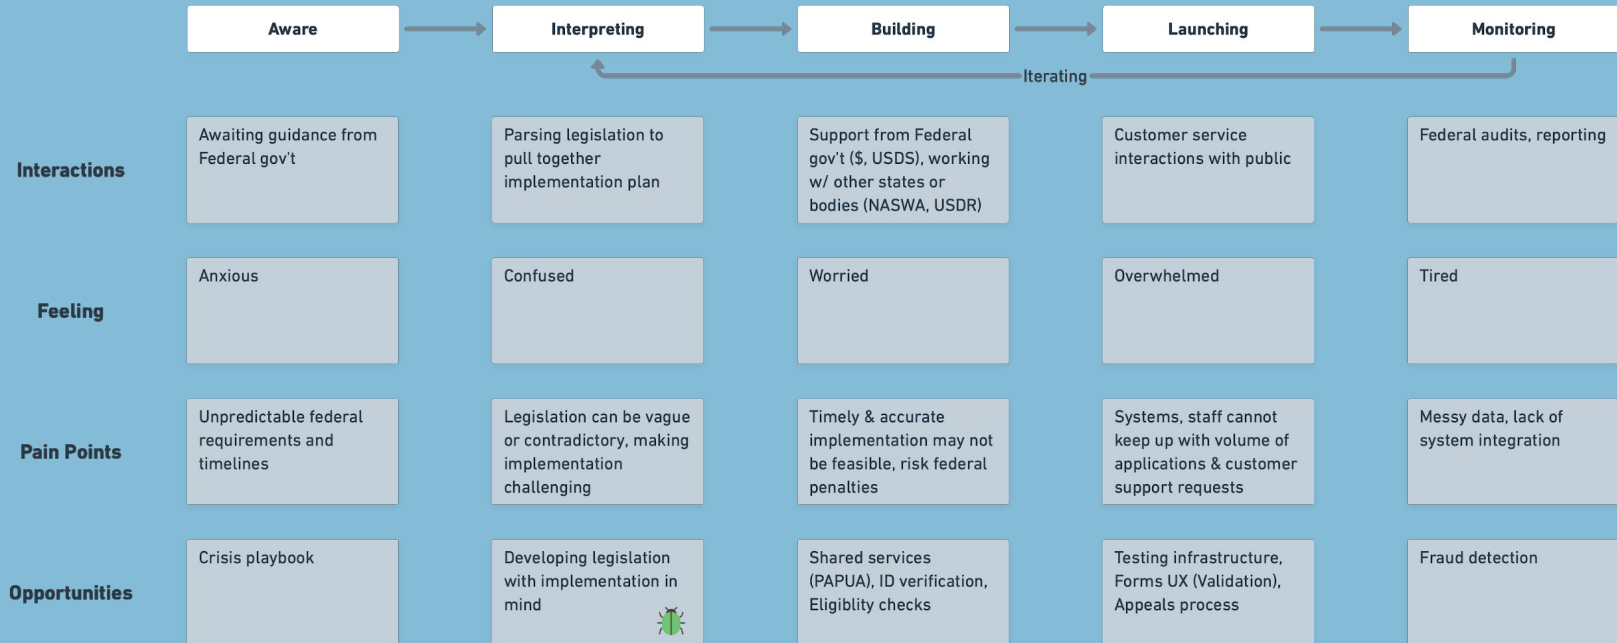 Aware
Interpreting
Building
Launching
Monitoring
Iterating
Interactions
Awaiting guidance from
Federal gov't
Parsing legislation to
pull together
implementation plan
Support from Federal
gov't ($, USDS), working
w/ other states or
bodies (NASWA, USDR)
Customer service
interactions with public
Federal audits, reporting
Feeling
Anxious
Confused
Worried
Overwhelmed
Tired
Pain Points
Unpredictable federal
requirements and
timelines
Legislation can be vague
or contradictory, making
implementation
challenging
Timely & accurate
implementation may not
be feasible, risk federal
penalties
Systems, staff cannot
keep up with volume of
applications & customer
support requests
Messy data, lack of
system integration
Opportunities
Crisis playbook
Developing legislation
with implementation in
mind
Shared services
(PAPUA), ID verification,
Eligiblity checks
Testing infrastructure,
Forms UX (Validation),
Appeals process
Fraud detection